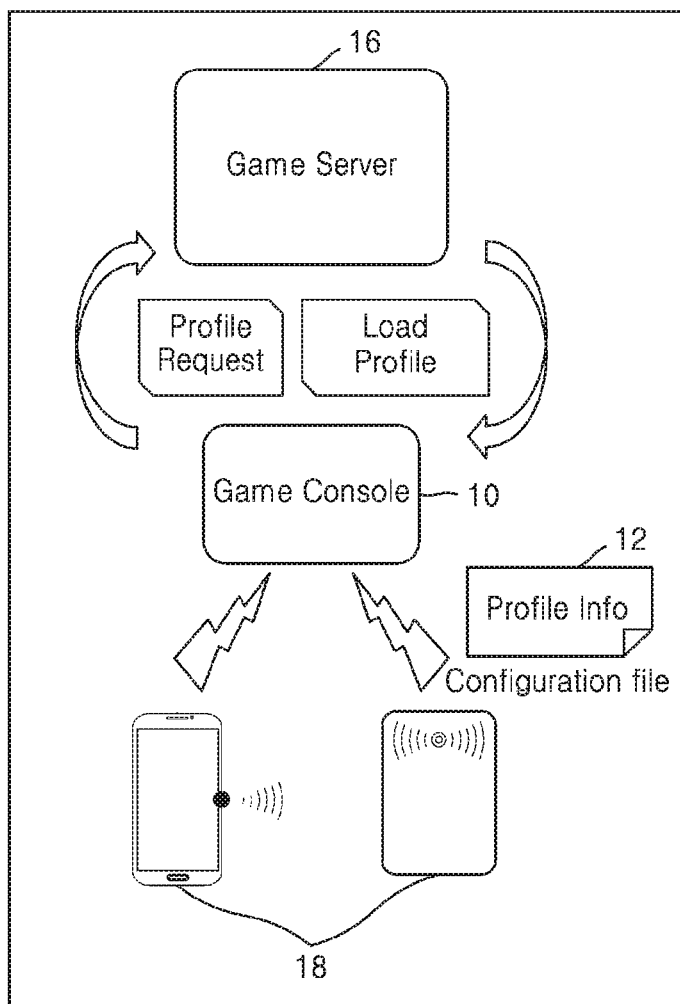 16
Game Server
Profile
Request
Load
Profile
Game Console
10
12
Profile Info
Configuration file
18